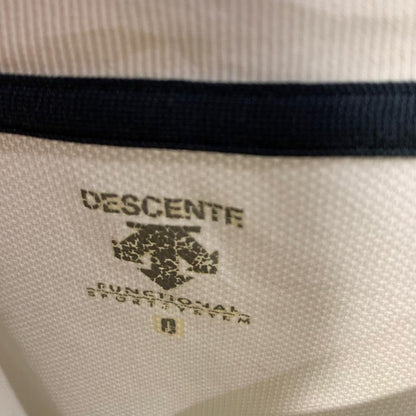 DESCENTE
FUNCTIONAL
SPORTS SYSTEM